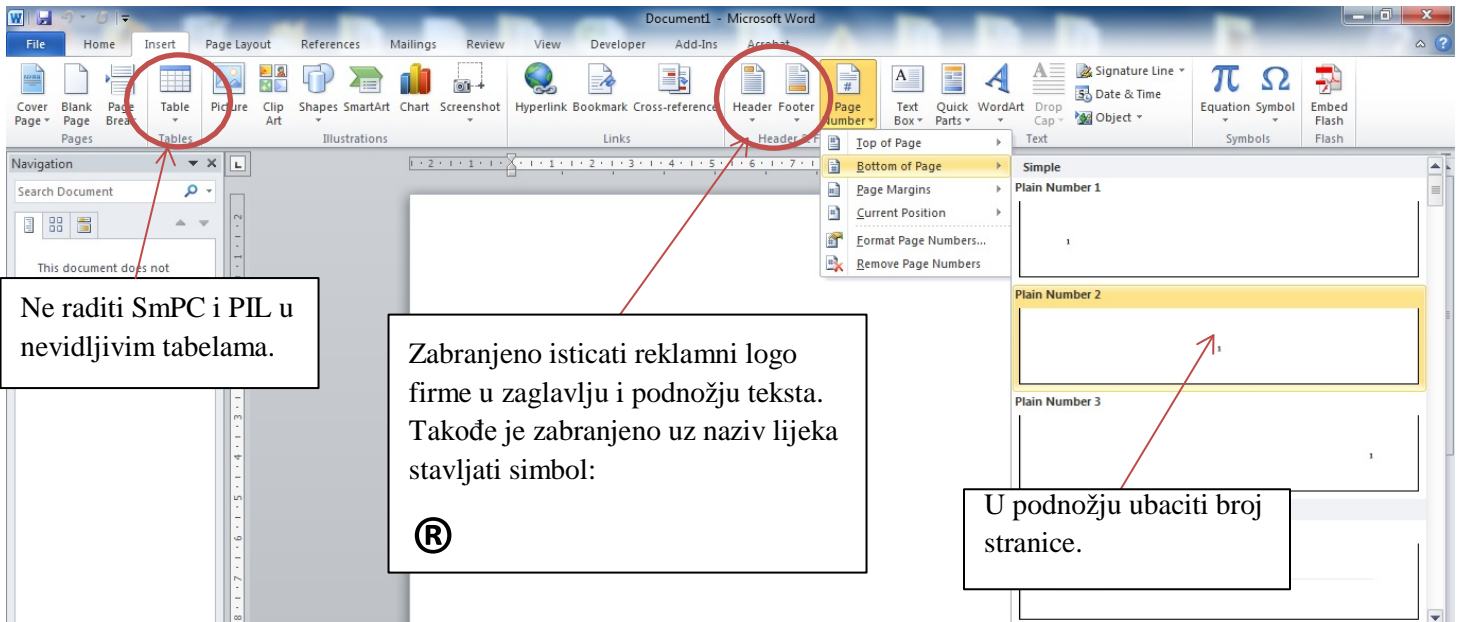 Document1 - Microsoft Word
File Home Insert Page Layout References Mailings Review View Developer Add-Ins Acrobat
Cover Page
Blank Page
Page Break
Table
Picture
Clip Art
Shapes
SmartArt
Chart
Screenshot
Hyperlink
Bookmark
Cross-reference
Header
Footer
Page Number
Text Box
Quick Parts
WordArt
Drop Cap
Signature Line
Date & Time
Object
Equation
Symbol
Embed Flash
Pages
Tables
Illustrations
Links
Header & F
Text
Symbols
Flash
Navigation
Search Document
This document does not
Top of Page
Bottom of Page
Page Margins
Current Position
Format Page Numbers...
Remove Page Numbers
Simple
Plain Number 1
1
Plain Number 2
1
Plain Number 3
1
Ne raditi SmPC i PIL u
nevidljivim tabelama.
Zabranjeno isticati reklamni logo
firme u zaglavlju i podnožju teksta.
Takođe je zabranjeno uz naziv lijeka
stavljati simbol:
®
U podnožju ubaciti broj
stranice.